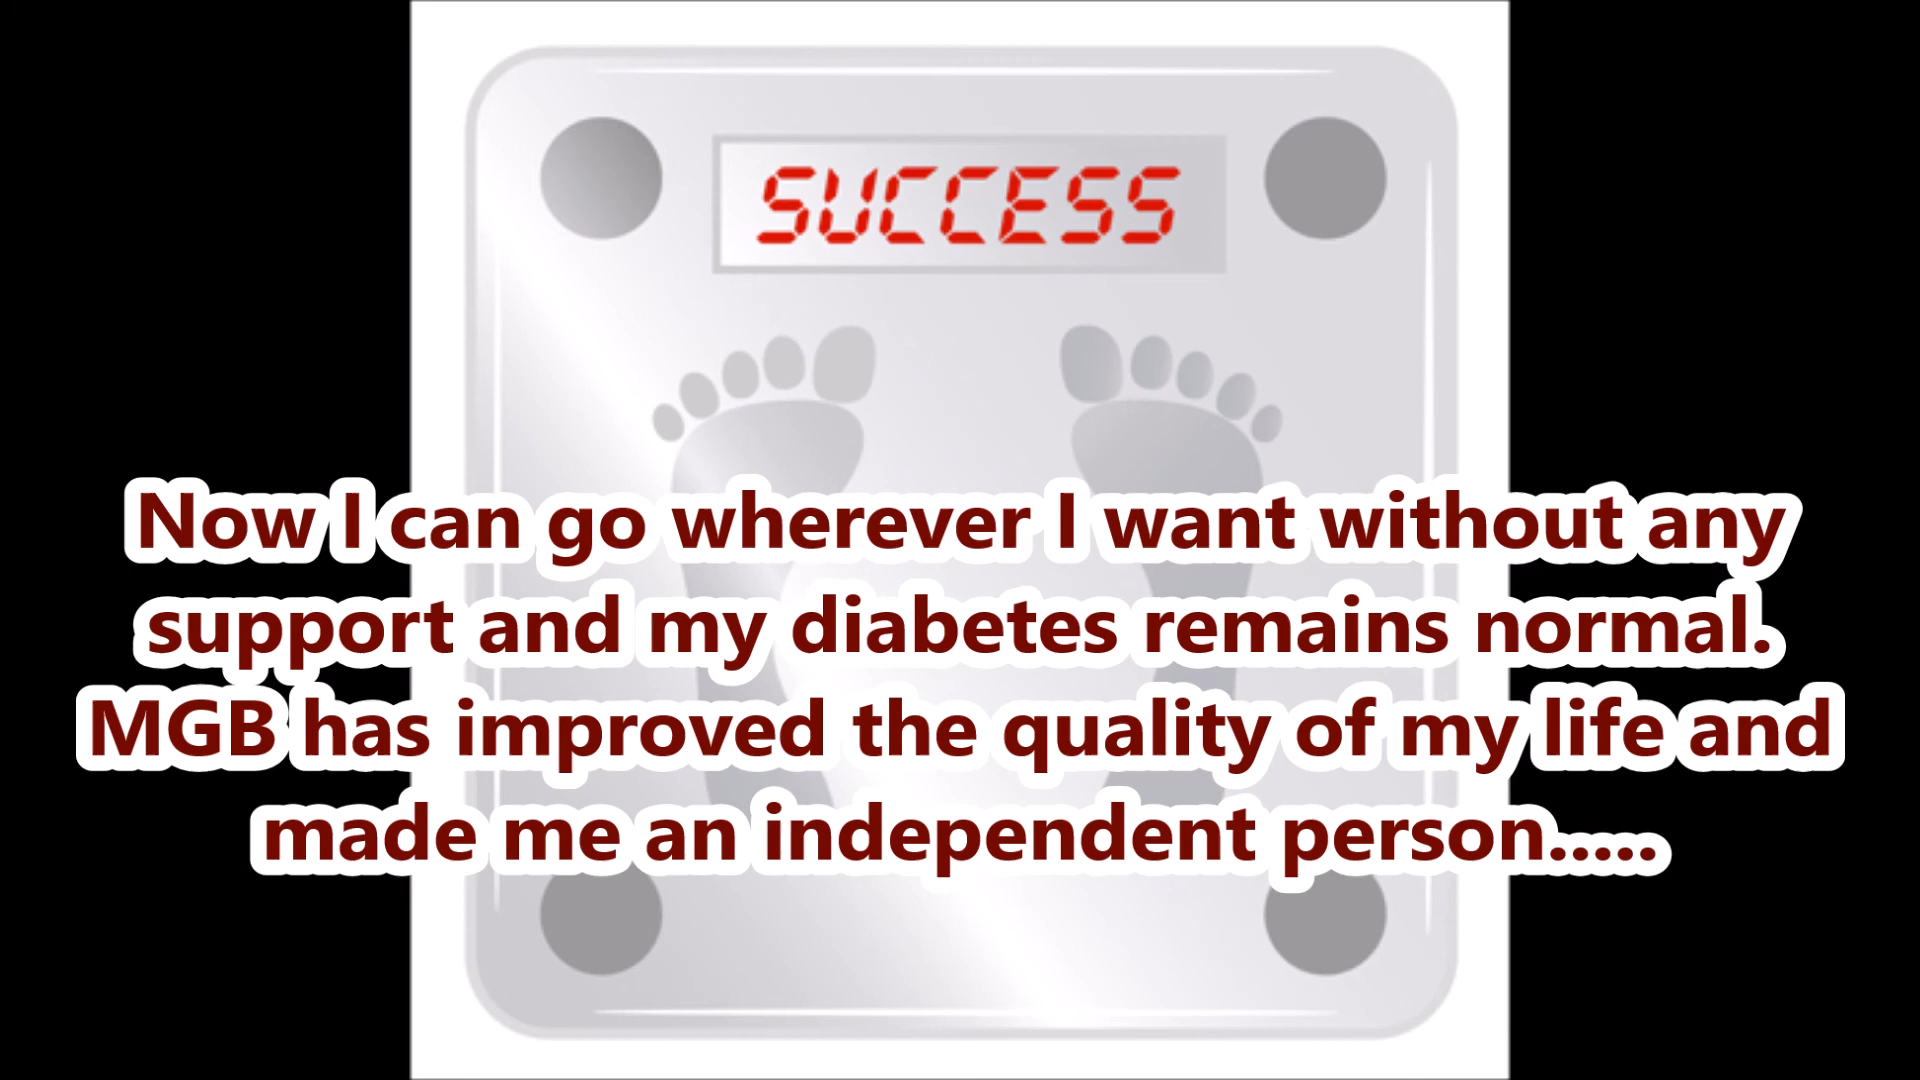 SUCCESS
Now I can go wherever I want without any
support and my diabetes remains normal.
MGB has improved the quality of my life and
made me an independent person.....